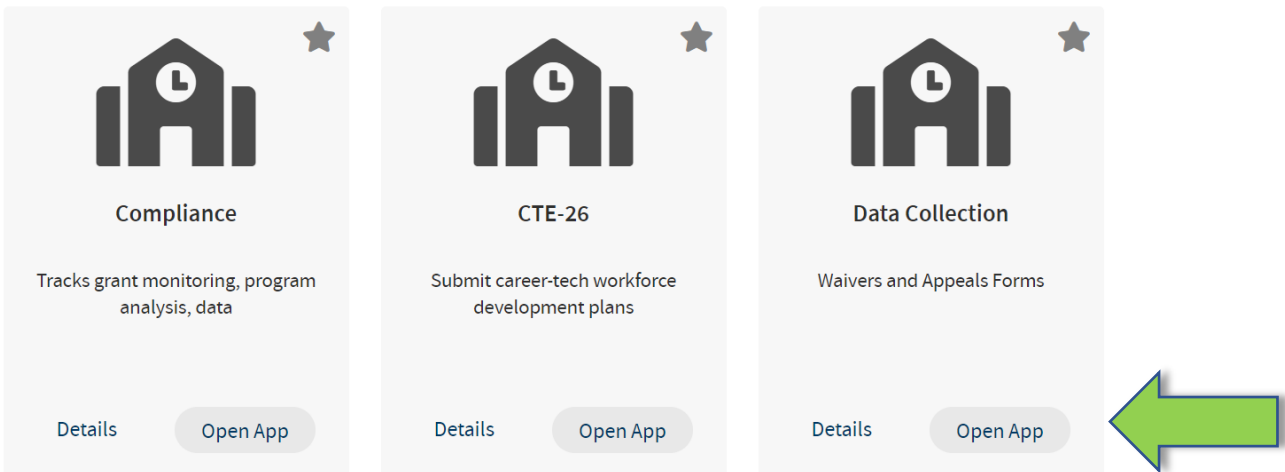 Compliance
Tracks grant monitoring, program
analysis, data
Details
Open App
CTE-26
Submit career-tech workforce
development plans
Details
Open App
Data Collection
Waivers and Appeals Forms
Details
Open App